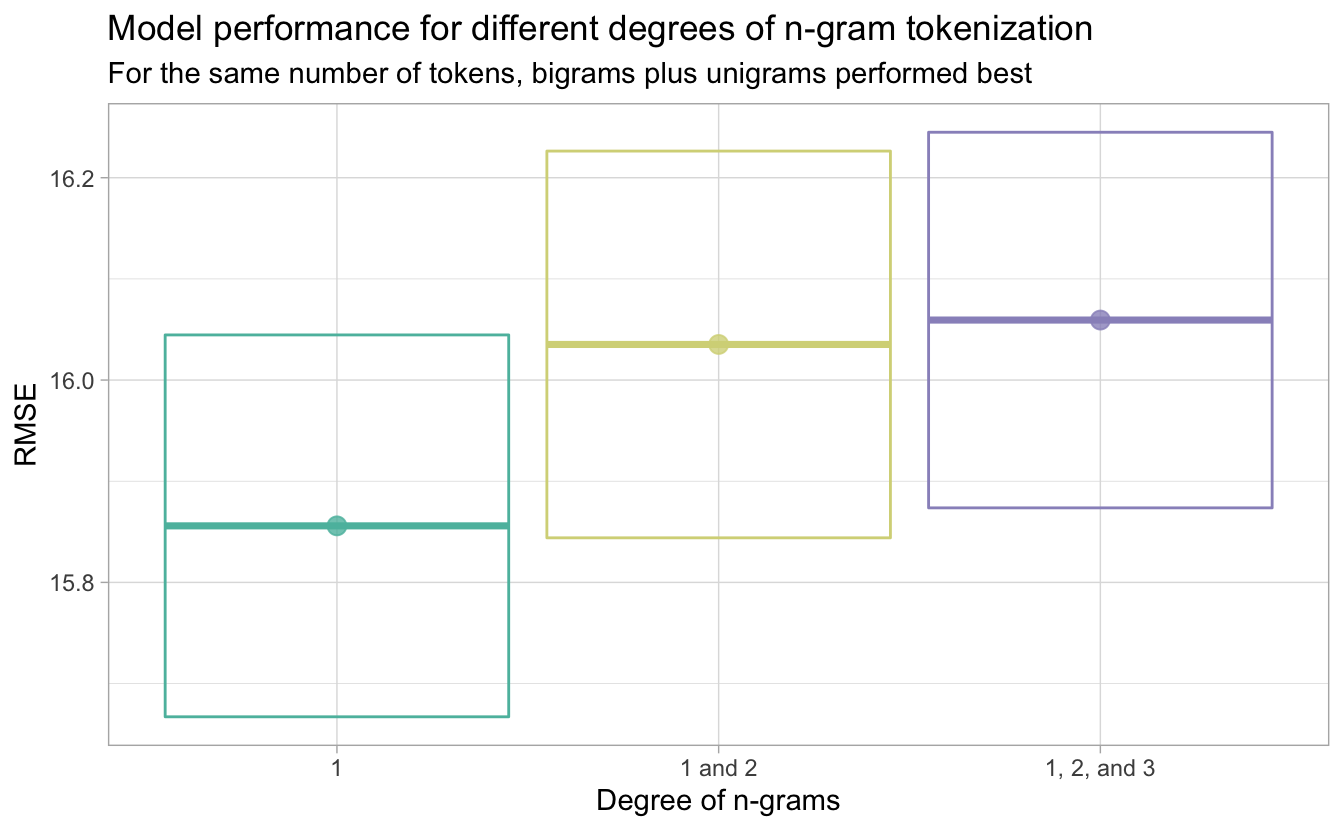 Model performance for different degrees of n-gram tokenization
For the same number of tokens, bigrams plus unigrams performed best
16.2
16.0
15.8
RMSE
1
1 and 2
1, 2, and 3
Degree of n-grams